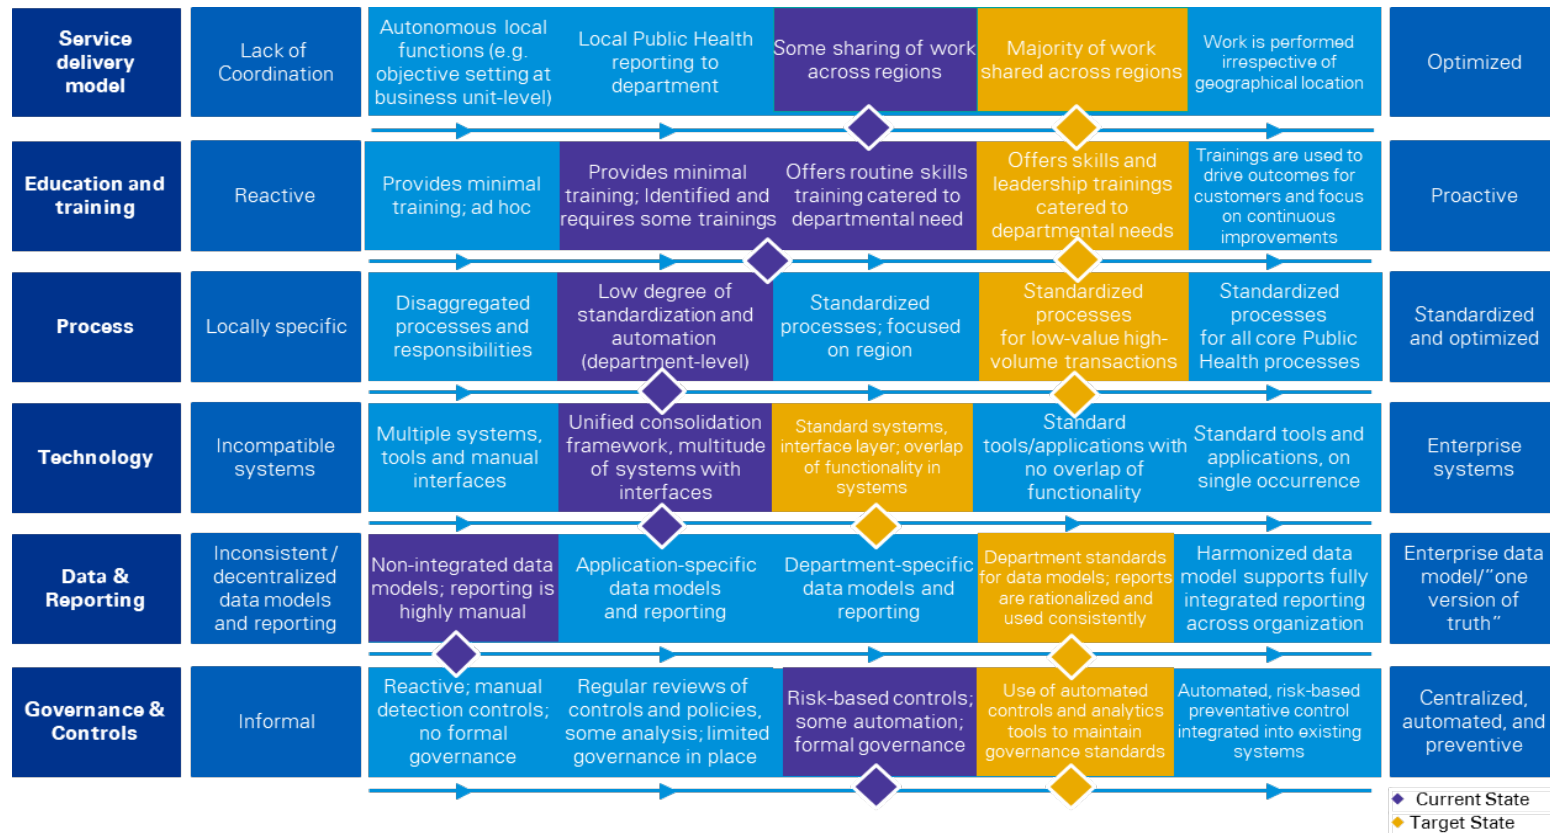 Service
delivery
model
Lack of
Coordination
Autonomous local
functions (e.g.
objective setting at
business unit-level)
Local Public Health
reporting to
department
Some sharing of work
across regions
Majority of work
shared across regions
Work is performed
irrespective of
geographical location
Optimized
Education and
training
Reactive
Provides minimal
training; ad hoc
Provides minimal
training; Identified and
requires some trainings
Offers routine skills
training catered to
departmental need
Offers skills and
leadership trainings
catered to
departmental needs
Trainings are used to
drive outcomes for
customers and focus
on continuous
improvements
Proactive
Process
Locally specific
Disaggregated
processes and
responsibilities
Low degree of
standardization and
automation
(department-level)
Standardized
processes; focused
on region
Standardized
processes
for low-value high-
volume transactions
Standardized
processes
for all core Public
Health processes
Standardized
and optimized
Technology
Incompatible
systems
Multiple systems,
tools and manual
interfaces
Unified consolidation
framework, multitude
of systems with
interfaces
Standard systems,
interface layer; overlap
of functionality in
systems
Standard
tools/applications with
no overlap of
functionality
Standard tools and
applications, on
single occurrence
Enterprise
systems
Data &
Reporting
Inconsistent /
decentralized
data models
and reporting
Non-integrated data
models; reporting is
highly manual
Application-specific
data models
and reporting
Department-specific
data models and
reporting
Department standards
for data models; reports
are rationalized and
used consistently
Harmonized data
model supports fully
integrated reporting
across organization
Enterprise data
model/"one
version of
truth"
Governance &
Controls
Informal
Reactive; manual
detection controls;
no formal
governance
Regular reviews of
controls and policies,
some analysis; limited
governance in place
Risk-based controls;
some automation;
formal governance
Use of automated
controls and analytics
tools to maintain
governance standards
Automated, risk-based
preventative control
integrated into existing
systems
Centralized,
automated, and
preventive
Current State
Target State